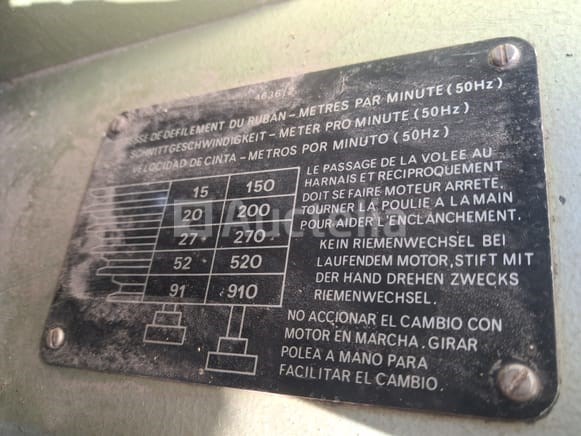 SSE DE DEFILEMENT DU RUBAN – METRES PAR MINUTE (50Hz)
SCHNITTGESCHWINDIGKEIT – METER PRO MINUTE (50Hz)
VELOCIDAD DE CINTA – METROS POR MINUTO (50Hz)
15 150
20 200
27 270
52 520
91 910
LE PASSAGE DE LA VOLEE AU
HARNAIS ET RECIPROQUEMENT
DOIT SE FAIRE MOTEUR ARRETE.
TOURNER LA POULIE A LA MAIN
POUR AIDER L'ENCLANCHEMENT.
KEIN RIEMENWECHSEL BEI
LAUFENDEM MOTOR, STIFT MIT
DER HAND DREHEN ZWECKS
RIEMENWECHSEL.
NO ACCIONAR EL CAMBIO CON
MOTOR EN MARCHA. GIRAR
POLEA A MANO PARA
FACILITAR EL CAMBIO.